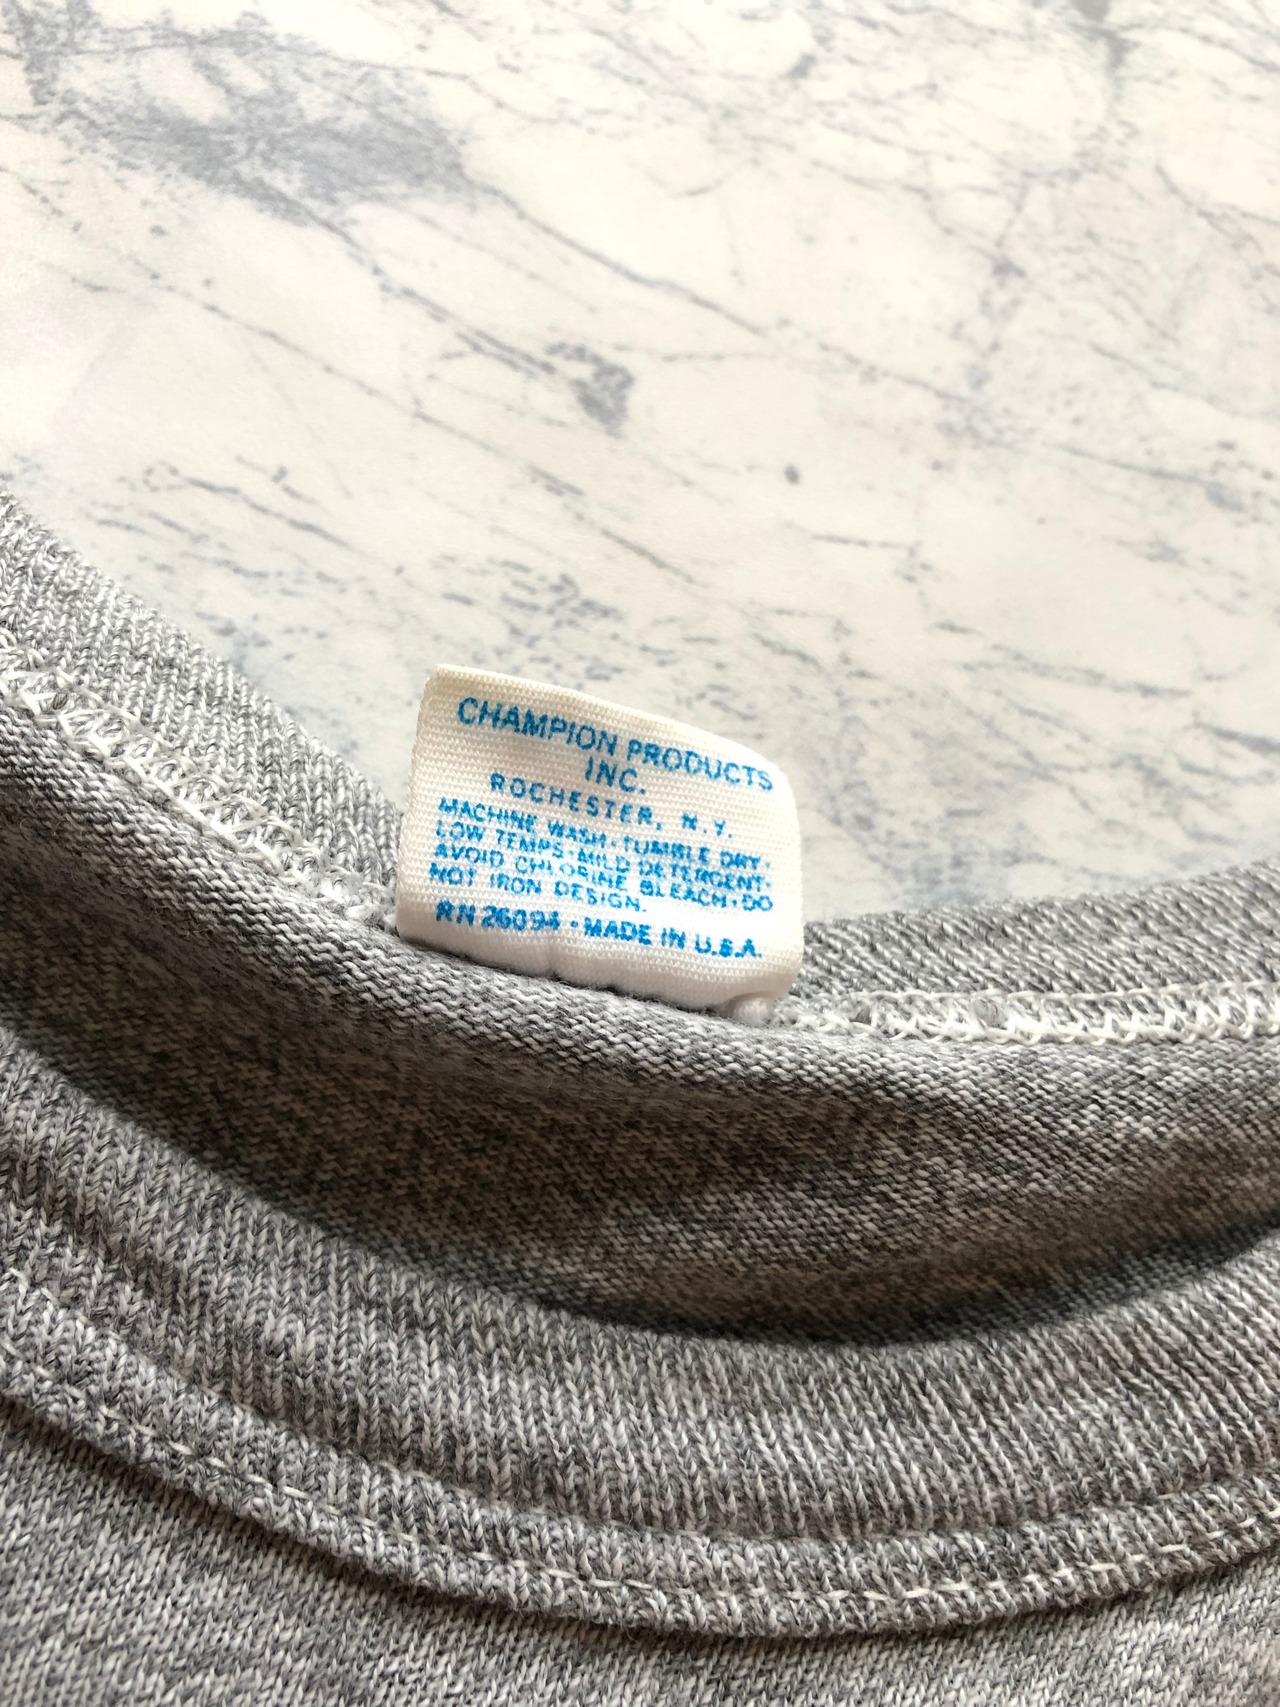 CHAMPION PRODUCTS
INC.
ROCHESTER, N.Y.
MACHINE WASH·TUMBLE DRY·
LOW TEMPS·MILD DETERGENT·
AVOID CHLORINE BLEACH·DO
NOT IRON DESIGN.
RN 26094 · MADE IN U.S.A.